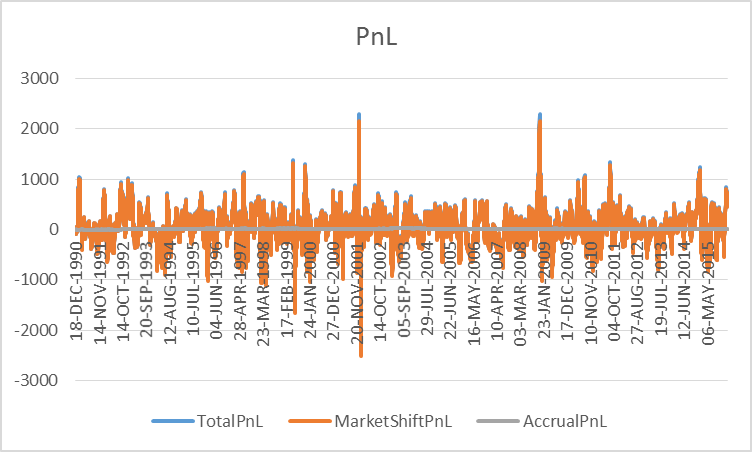 PnL
3000
2000
1000
0
-1000
-2000
-3000
18-DEC-1990
14-NOV-1991
14-OCT-1992
20-SEP-1993
12-AUG-1994
10-JUL-1995
04-JUN-1996
28-APR-1997
23-MAR-1998
17-FEB-1999
24-JAN-2000
20-DEC-2000
20-NOV-2001
14-OCT-2002
05-SEP-2003
29-JUL-2004
22-JUN-2005
16-MAY-2006
10-APR-2007
03-MAR-2008
23-JAN-2009
17-DEC-2009
10-NOV-2010
04-OCT-2011
27-AUG-2012
19-JUL-2013
12-JUN-2014
06-MAY-2015
TotalPnL MarketShiftPnL AccrualPnL